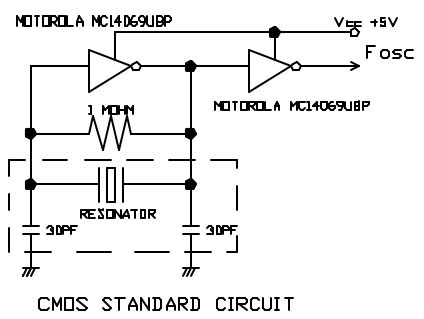 MOTOROLA MC14069UBP
VCC +5V
Fosc
MOTOROLA MC14069UBP
1 MOHM
RESONATOR
30PF
30PF
CMOS STANDARD CIRCUIT